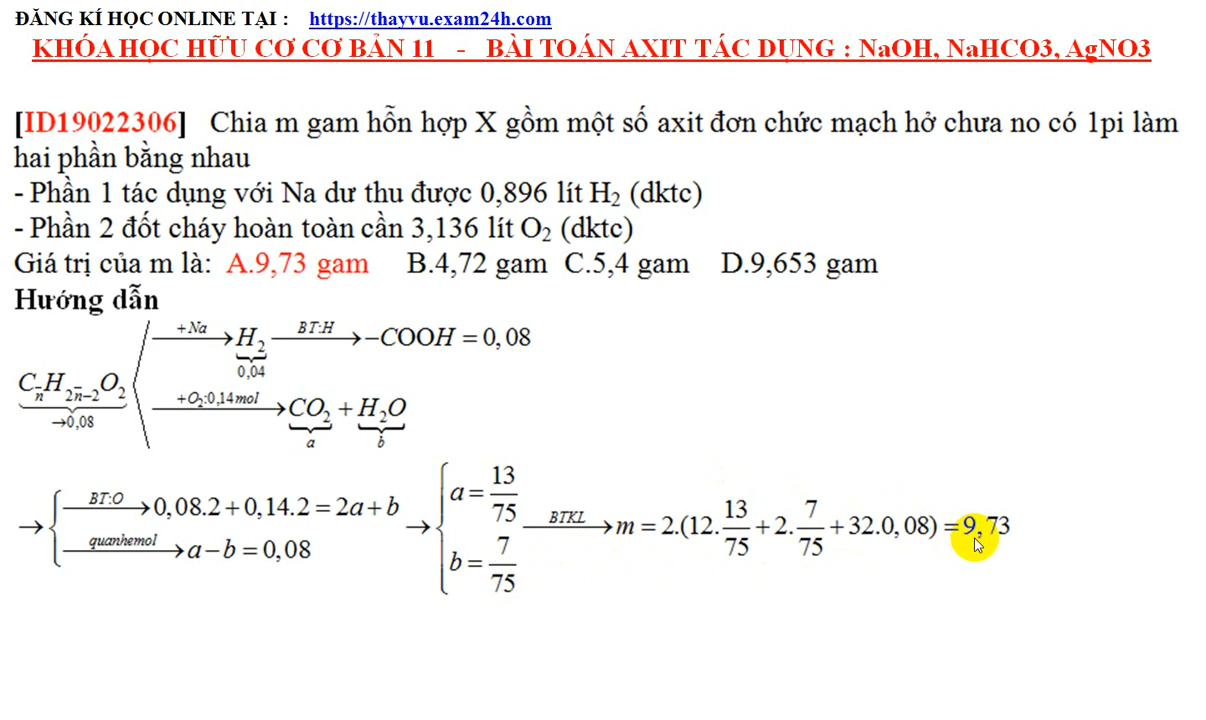 ĐĂNG KÍ HỌC ONLINE TẠI : https://thayvu.exam24h.com
KHÓA HỌC HỮU CƠ CƠ BẢN 11 - BÀI TOÁN AXIT TÁC DỤNG : NaOH, NaHCO3, AgNO3
[ID19022306] Chia m gam hỗn hợp X gồm một số axit đơn chức mạch hở chưa no có 1pi làm
hai phần bằng nhau
- Phần 1 tác dụng với Na dư thu được 0,896 lít H₂ (dktc)
- Phần 2 đốt cháy hoàn toàn cần 3,136 lít O₂ (dktc)
Giá trị của m là: A.9,73 gam B.4,72 gam C.5,4 gam D.9,653 gam
Hướng dẫn
+Na → H₂ BT:H → −COOH = 0,08
0,04
C_n̄H_2n̄−2O₂
→0,08
+O₂:0,14mol → CO₂ + H₂O
a b
→ { BT:O → 0,08.2 + 0,14.2 = 2a + b
quanhemol → a − b = 0,08
→ { a = 13/75
b = 7/75
BTKL → m = 2.(12.13/75 + 2.7/75 + 32.0,08) = 9,73